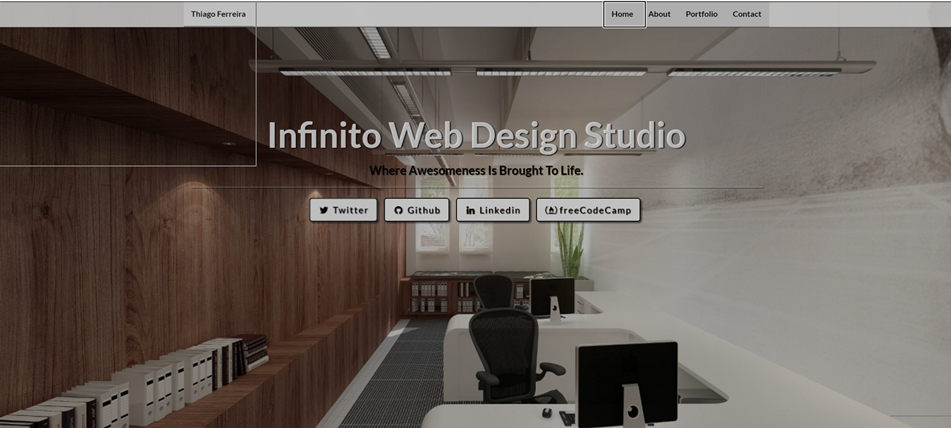 Thiago Ferreira
Home About Portfolio Contact
Infinito Web Design Studio
Where Awesomeness Is Brought To Life.
Twitter Github Linkedin freeCodeCamp